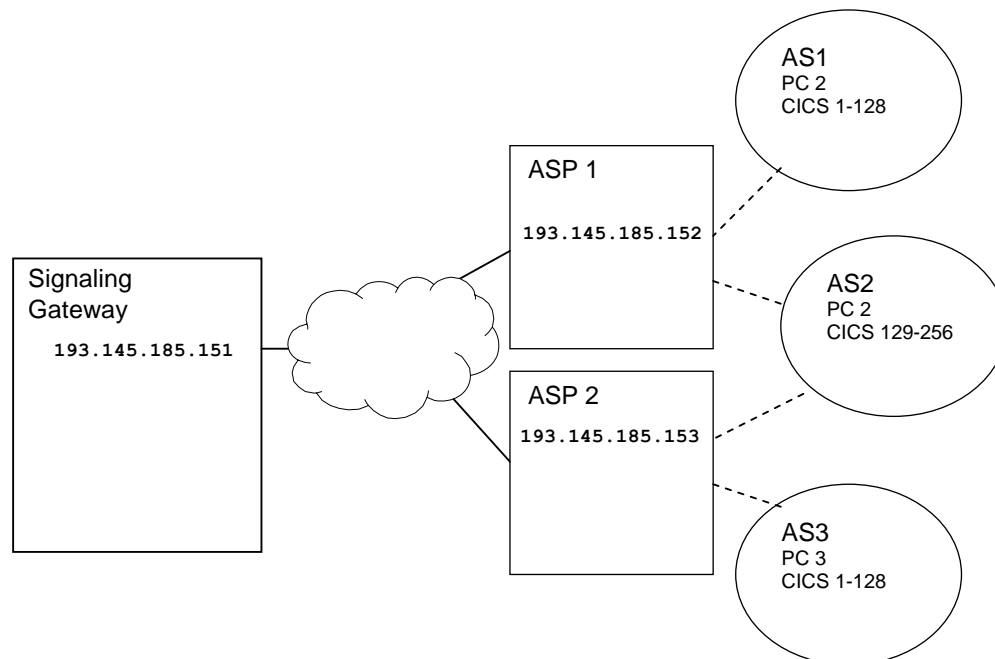 Signaling
Gateway
193.145.185.151
ASP 1
193.145.185.152
ASP 2
193.145.185.153
AS1
PC 2
CICS 1-128
AS2
PC 2
CICS 129-256
AS3
PC 3
CICS 1-128